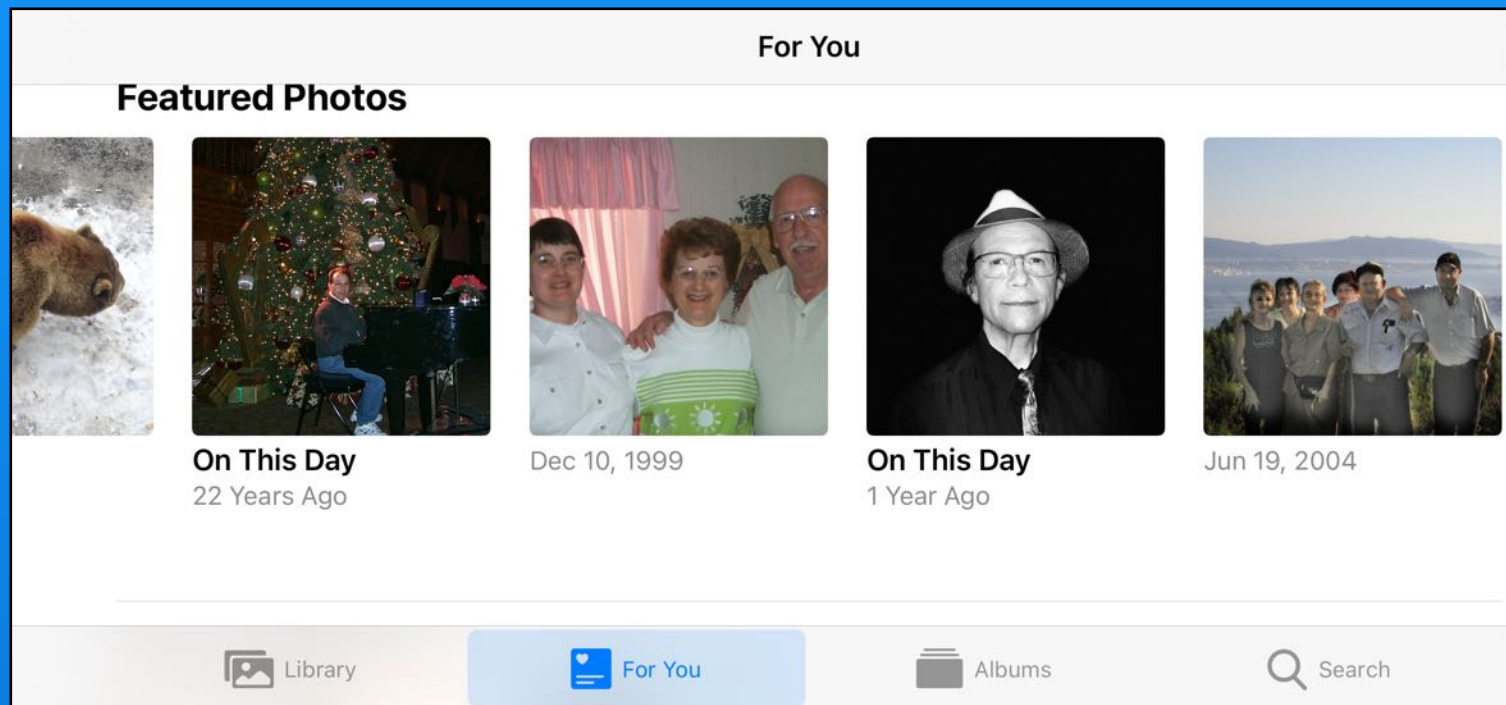 For You
Featured Photos
On This Day
22 Years Ago
Dec 10, 1999
On This Day
1 Year Ago
Jun 19, 2004
Library
For You
Albums
Search